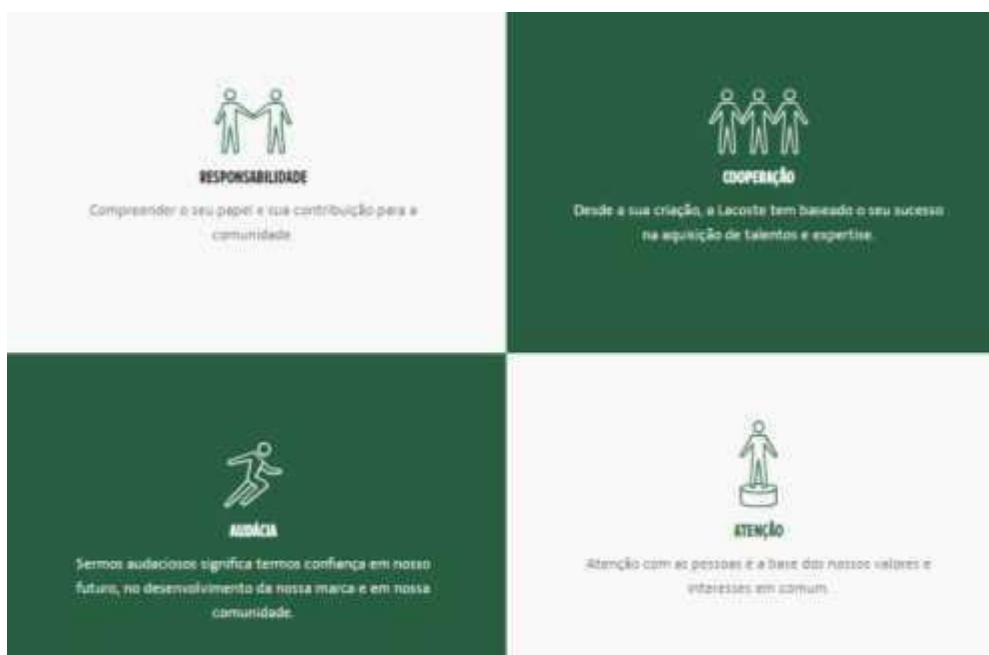 RESPONSABILIDADE
Compreender o seu papel e sua contribuição para a
comunidade
COOPERAÇÃO
Desde a sua criação, a Lacoste tem baseado o seu sucesso
na aquisição de talentos e expertise.
AUDÁCIA
Sermos audaciosos significa termos confiança em nosso
futuro, no desenvolvimento da nossa marca e em nossa
comunidade.
ATENÇÃO
Atenção com as pessoas é a base dos nossos valores e
interesses em comum.